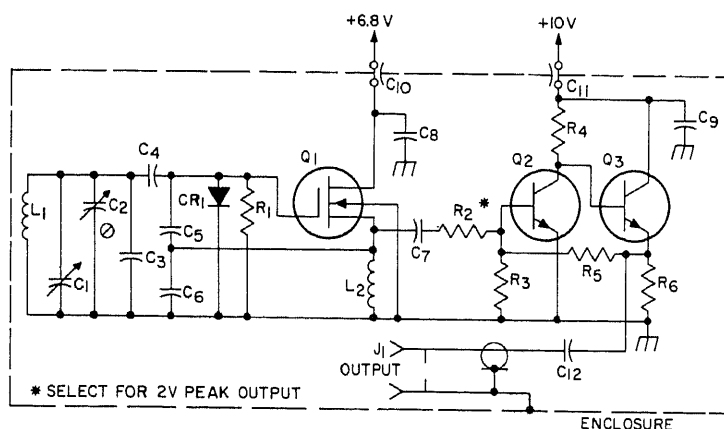 +6.8 V
+10V
C10
C11
C8
C9
R4
Q1
Q2
Q3
C4
L1
C2
CR1
R1
C5
R2
*
C7
R5
C1
C3
C6
L2
R3
R6
J1
OUTPUT
C12
* SELECT FOR 2V PEAK OUTPUT
ENCLOSURE